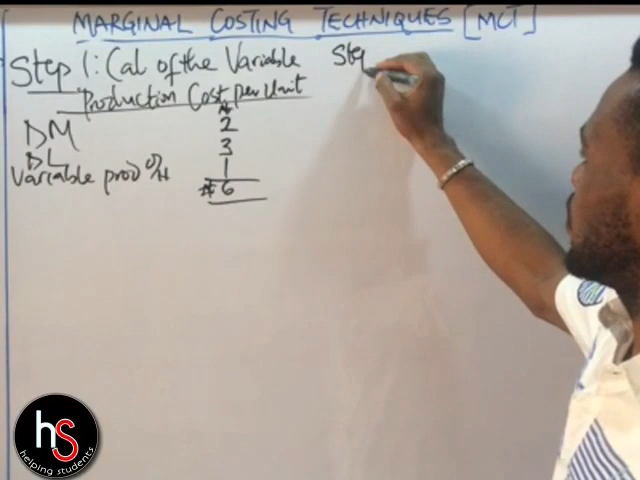 MARGINAL COSTING TECHNIQUES [MCT]
Step 1: Cal of the Variable
Production Cost per Unit
₦
DM 2
DL 3
Variable prod o/H 1
₦6
Step
hs
helping students